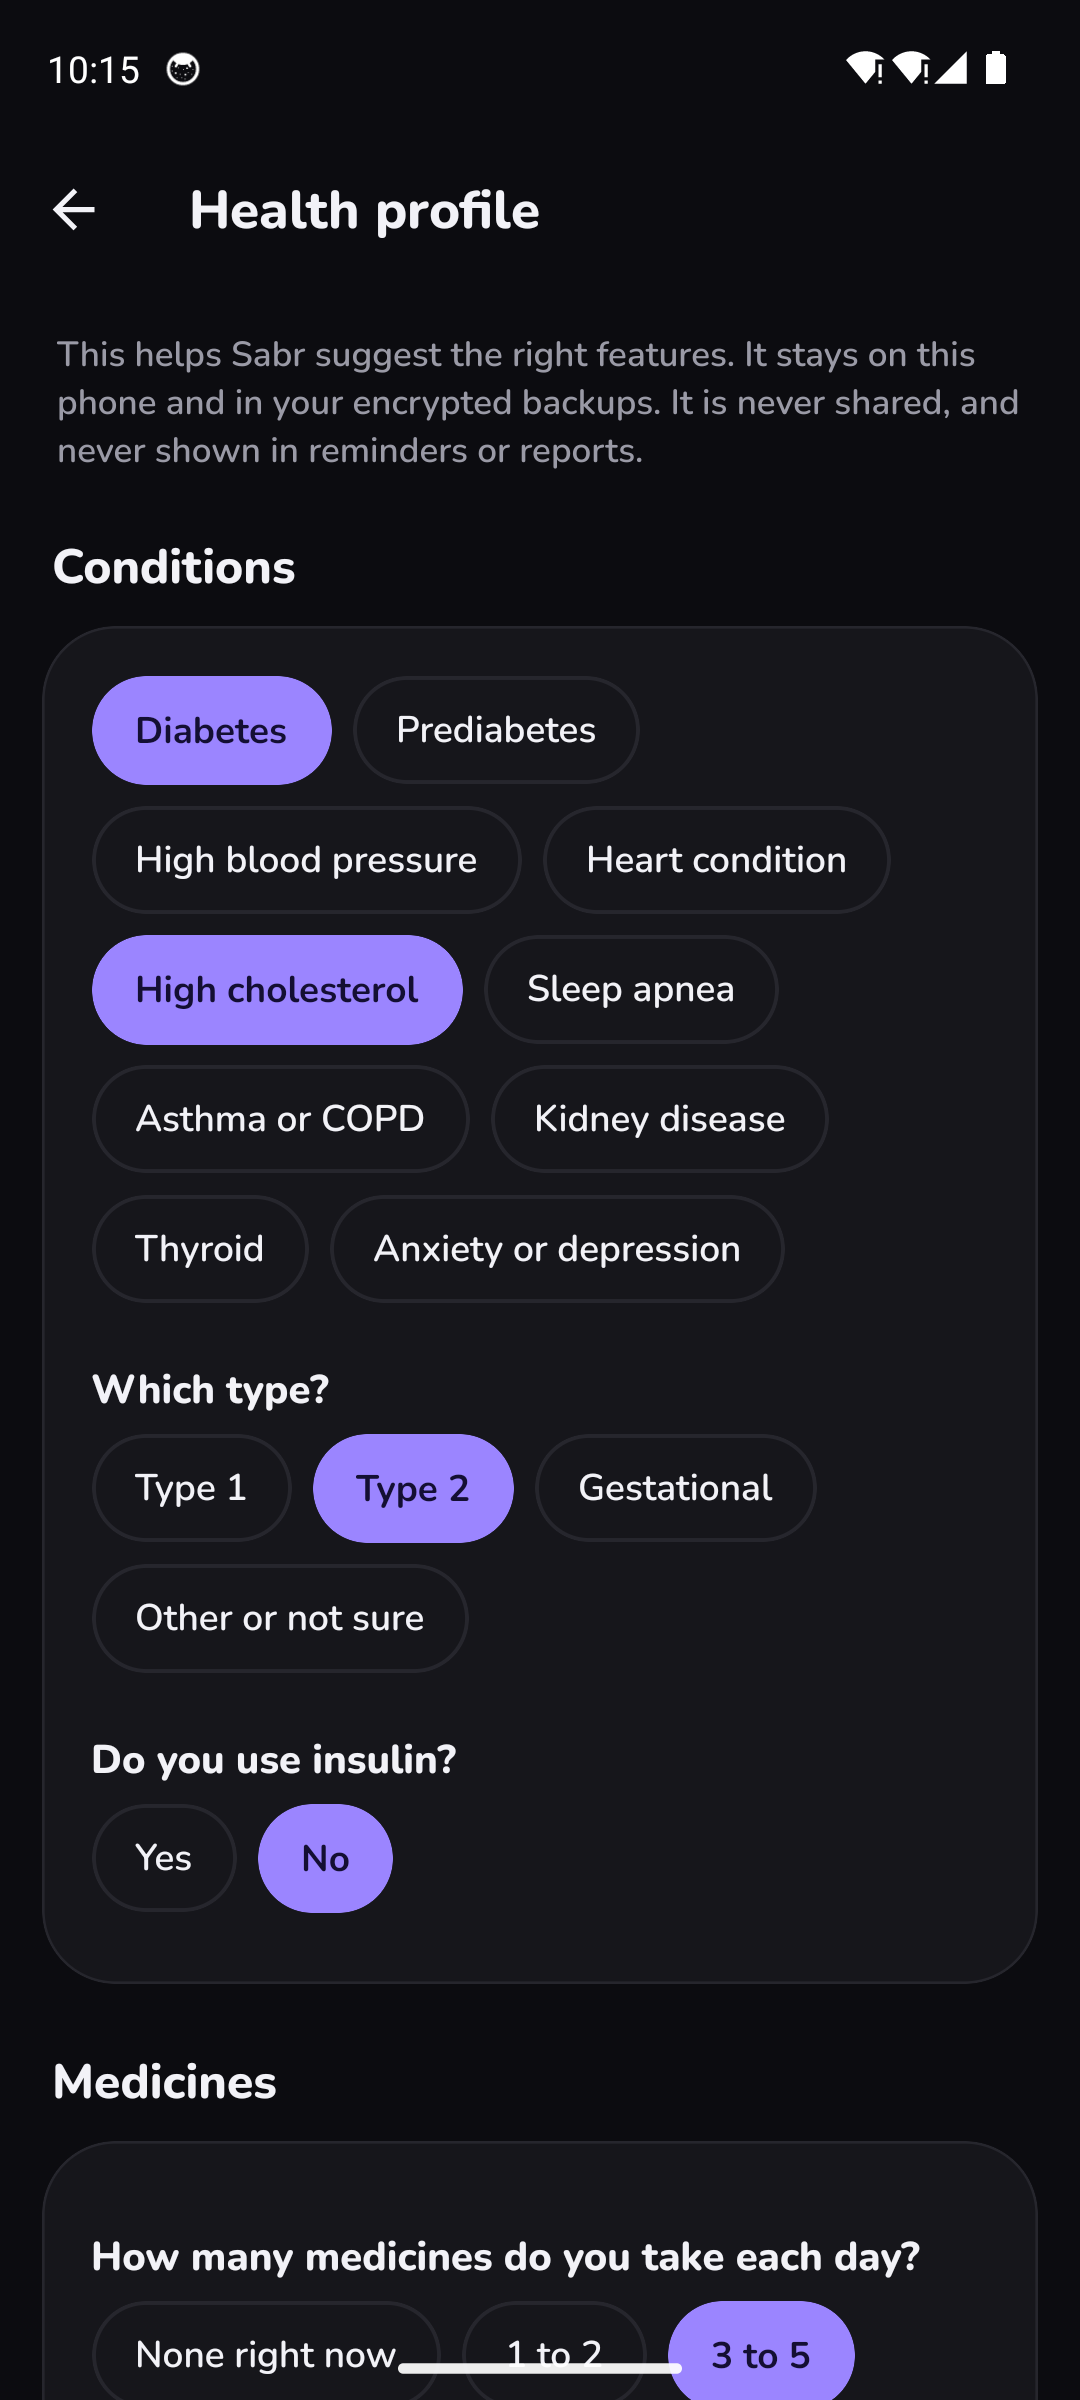 10:15
Health profile
This helps Sabr suggest the right features. It stays on this
phone and in your encrypted backups. It is never shared, and
never shown in reminders or reports.
Conditions
Diabetes Prediabetes
High blood pressure Heart condition
High cholesterol Sleep apnea
Asthma or COPD Kidney disease
Thyroid Anxiety or depression
Which type?
Type 1 Type 2 Gestational
Other or not sure
Do you use insulin?
Yes No
Medicines
How many medicines do you take each day?
None right now 1 to 2 3 to 5